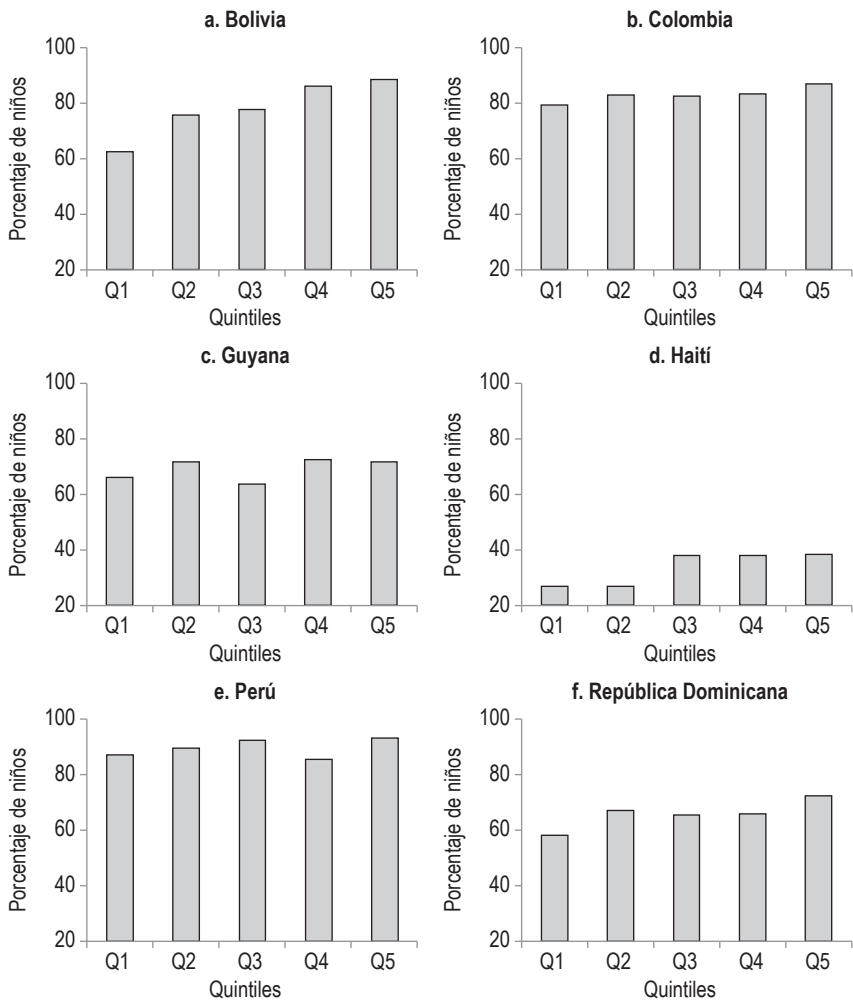 a. Bolivia
Porcentaje de niños
100
80
60
40
20
Q1 Q2 Q3 Q4 Q5
Quintiles
b. Colombia
Porcentaje de niños
100
80
60
40
20
Q1 Q2 Q3 Q4 Q5
Quintiles
c. Guyana
Porcentaje de niños
100
80
60
40
20
Q1 Q2 Q3 Q4 Q5
Quintiles
d. Haití
Porcentaje de niños
100
80
60
40
20
Q1 Q2 Q3 Q4 Q5
Quintiles
e. Perú
Porcentaje de niños
100
80
60
40
20
Q1 Q2 Q3 Q4 Q5
Quintiles
f. República Dominicana
Porcentaje de niños
100
80
60
40
20
Q1 Q2 Q3 Q4 Q5
Quintiles